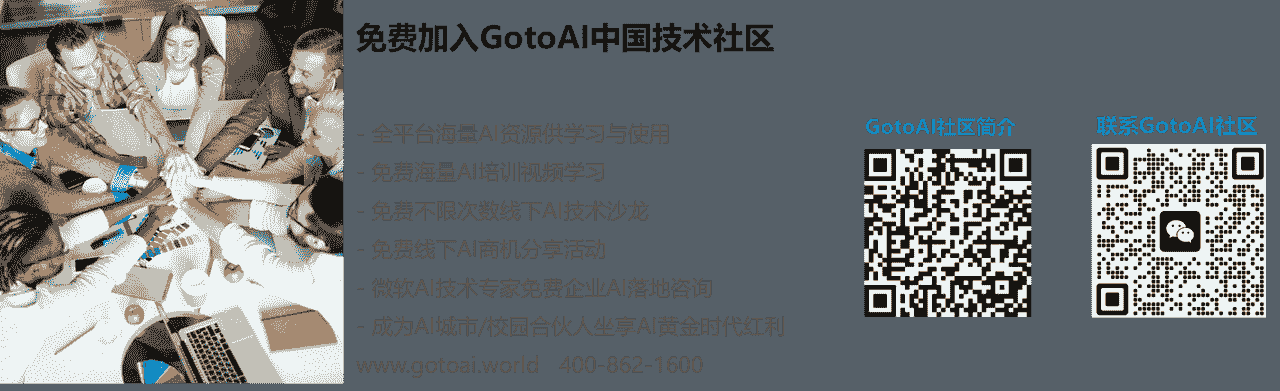 免费加入GotoAI中国技术社区
- 全平台海量AI资源供学习与使用
- 免费海量AI培训视频学习
- 免费不限次数线下AI技术沙龙
- 免费线下AI商机分享活动
- 微软AI技术专家免费企业AI落地咨询
- 成为AI城市/校园合伙人坐享AI黄金时代红利
www.gotoai.world 400-862-1600
GotoAI社区简介
联系GotoAI社区